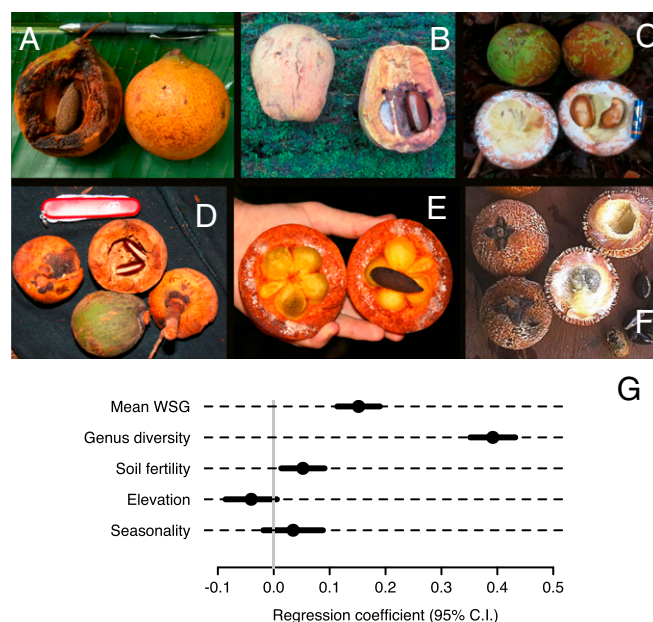 A
B
C
D
E
F
G
Mean WSG
Genus diversity
Soil fertility
Elevation
Seasonality
-0.1 0.0 0.1 0.2 0.3 0.4 0.5
Regression coefficient (95% C.I.)